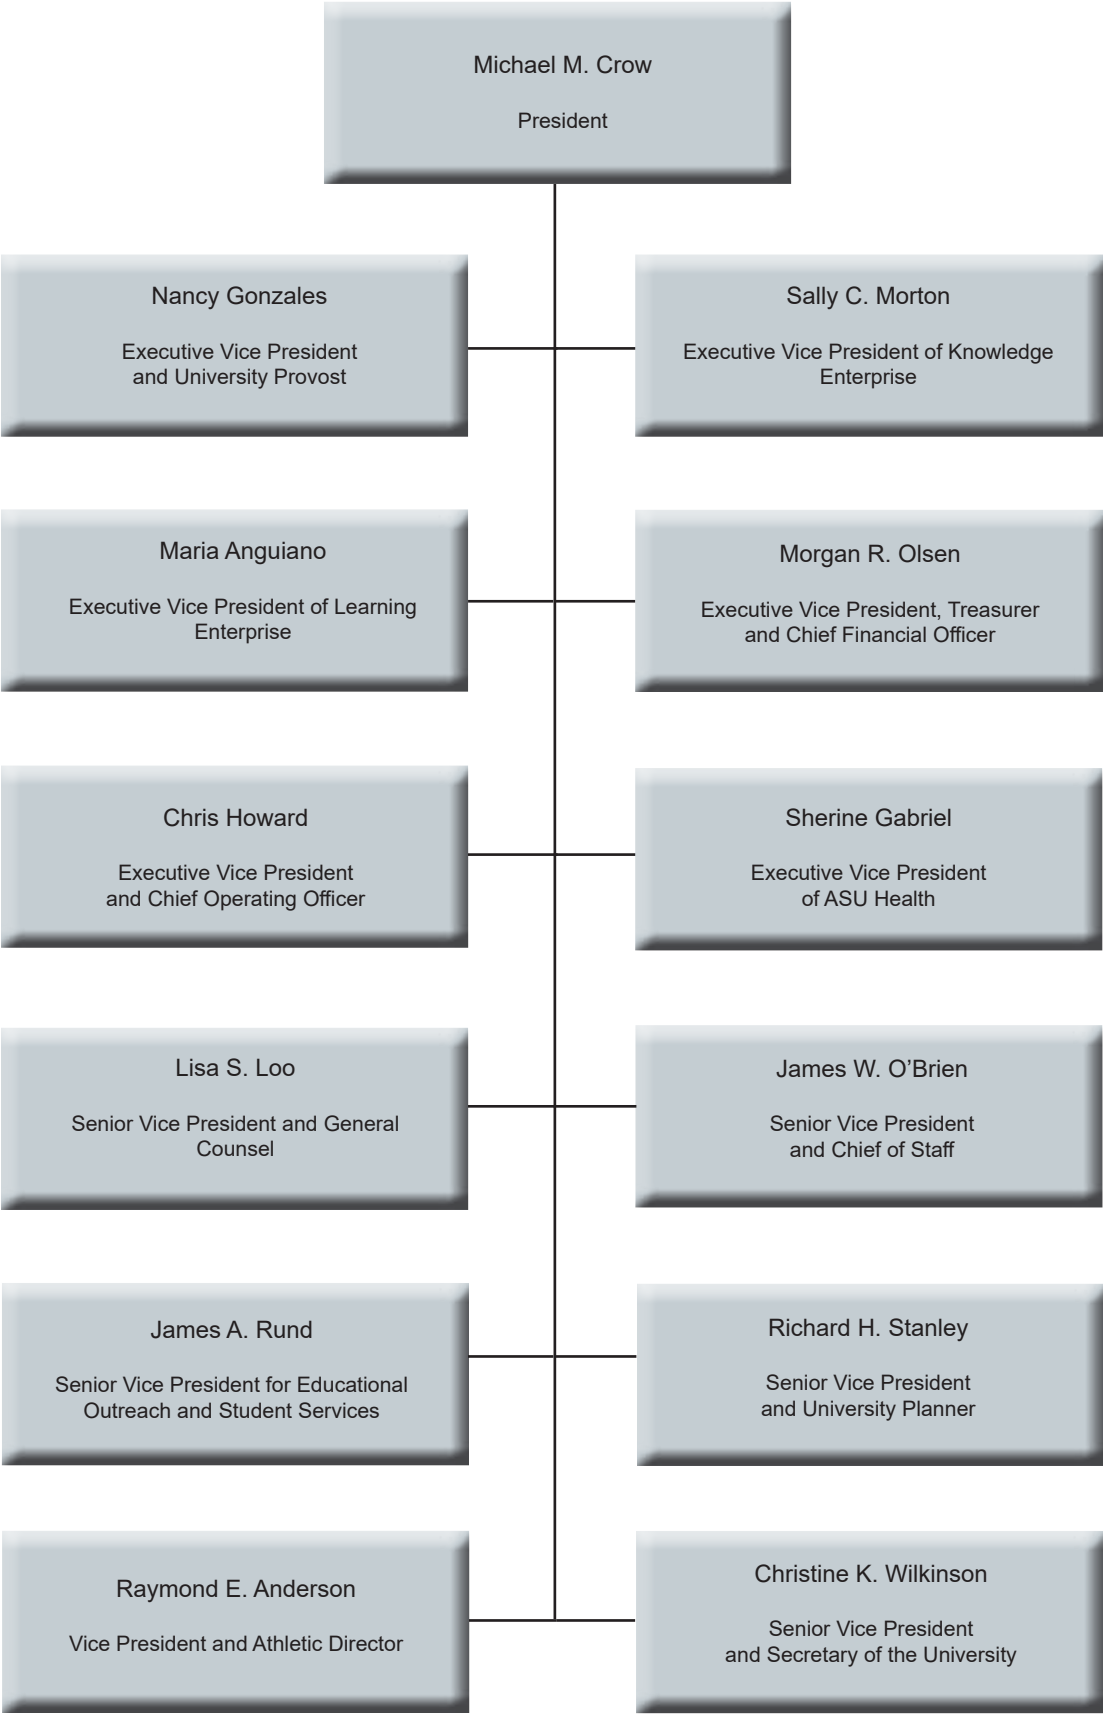 Michael M. Crow
President
Nancy Gonzales
Executive Vice President
and University Provost
Sally C. Morton
Executive Vice President of Knowledge
Enterprise
Maria Anguiano
Executive Vice President of Learning
Enterprise
Morgan R. Olsen
Executive Vice President, Treasurer
and Chief Financial Officer
Chris Howard
Executive Vice President
and Chief Operating Officer
Sherine Gabriel
Executive Vice President
of ASU Health
Lisa S. Loo
Senior Vice President and General
Counsel
James W. O’Brien
Senior Vice President
and Chief of Staff
James A. Rund
Senior Vice President for Educational
Outreach and Student Services
Richard H. Stanley
Senior Vice President
and University Planner
Raymond E. Anderson
Vice President and Athletic Director
Christine K. Wilkinson
Senior Vice President
and Secretary of the University